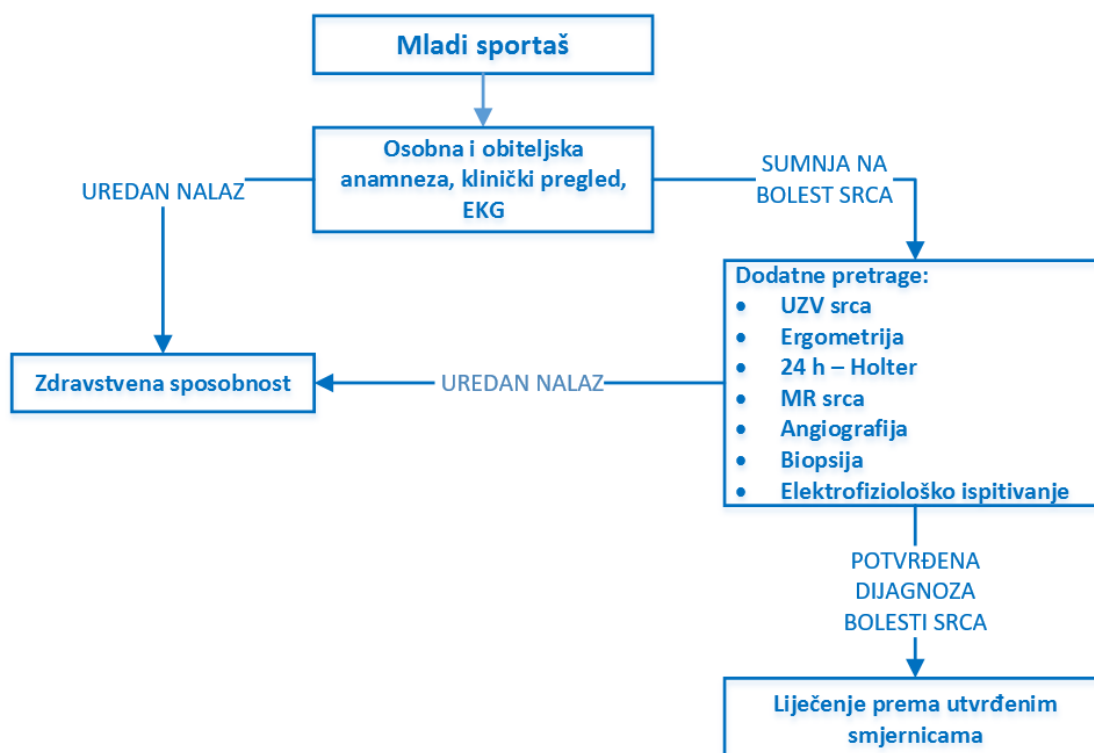 Mladi sportaš
Osobna i obiteljska
anamneza, klinički pregled,
EKG
UREDAN NALAZ
SUMNJA NA
BOLEST SRCA
Dodatne pretrage:
• UZV srca
• Ergometrija
• 24 h – Holter
• MR srca
• Angiografija
• Biopsija
• Elektrofiziološko ispitivanje
Zdravstvena sposobnost
UREDAN NALAZ
POTVRĐENA
DIJAGNOZA
BOLESTI SRCA
Liječenje prema utvrđenim
smjernicama